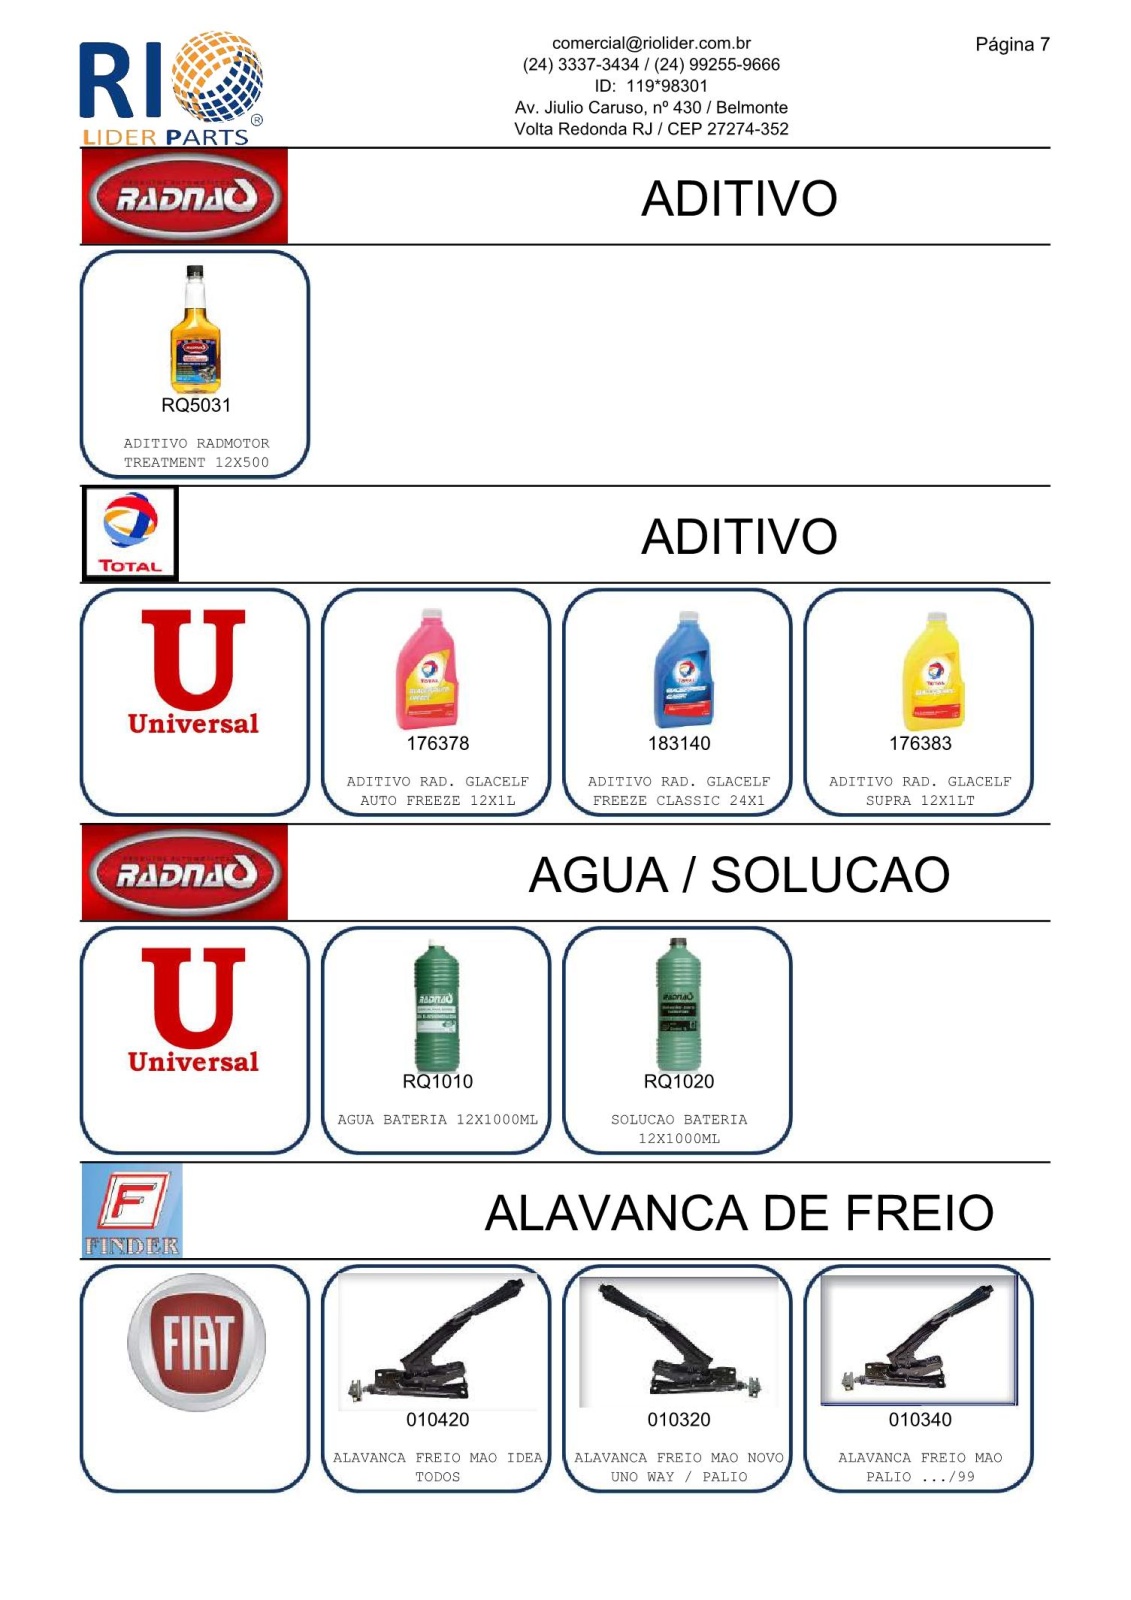 RIO
®
LIDER PARTS
comercial@riolider.com.br
(24) 3337-3434 / (24) 99255-9666
ID: 119*98301
Av. Jiulio Caruso, nº 430 / Belmonte
Volta Redonda RJ / CEP 27274-352
Página 7
RADNAQ
ADITIVO
RQ5031
ADITIVO RADMOTOR
TREATMENT 12X500
TOTAL
ADITIVO
U
Universal
TOTAL
176378
ADITIVO RAD. GLACELF
AUTO FREEZE 12X1L
TOTAL
183140
ADITIVO RAD. GLACELF
FREEZE CLASSIC 24X1
TOTAL
176383
ADITIVO RAD. GLACELF
SUPRA 12X1LT
RADNAQ
AGUA / SOLUCAO
U
Universal
RADNAQ
RQ1010
AGUA BATERIA 12X1000ML
RADNAQ
RQ1020
SOLUCAO BATERIA
12X1000ML
F
FINDER
ALAVANCA DE FREIO
FIAT
010420
ALAVANCA FREIO MAO IDEA
TODOS
010320
ALAVANCA FREIO MAO NOVO
UNO WAY / PALIO
010340
ALAVANCA FREIO MAO
PALIO .../99